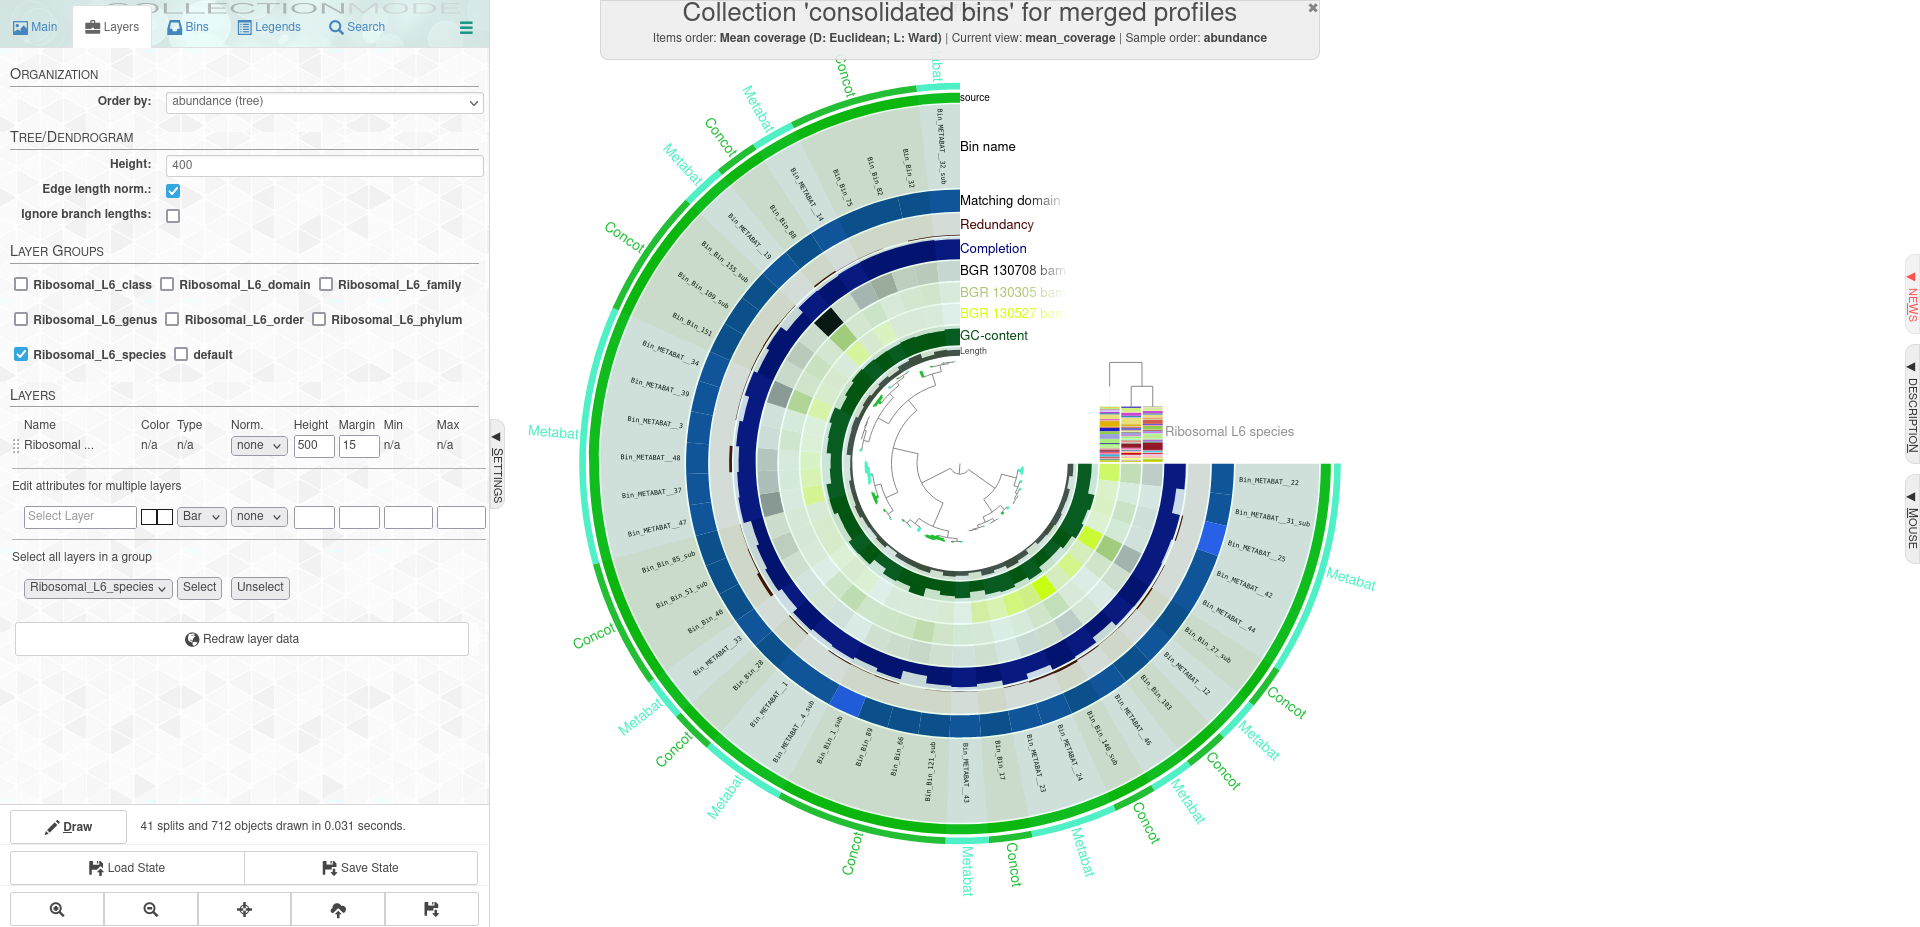 COLLECTIONMODE
Main
Layers
Bins
Legends
Search
ORGANIZATION
Order by:
abundance (tree)
TREE/DENDROGRAM
Height:
400
Edge length norm.:
Ignore branch lengths:
LAYER GROUPS
Ribosomal_L6_class
Ribosomal_L6_domain
Ribosomal_L6_family
Ribosomal_L6_genus
Ribosomal_L6_order
Ribosomal_L6_phylum
Ribosomal_L6_species
default
LAYERS
Name Color Type Norm. Height Margin Min Max
Ribosomal ... n/a n/a none 500 15 n/a n/a
Edit attributes for multiple layers
Select Layer Bar none
Select all layers in a group
Ribosomal_L6_species Select Unselect
Redraw layer data
Draw
41 splits and 712 objects drawn in 0.031 seconds.
Load State
Save State
SETTINGS
Collection 'consolidated bins' for merged profiles
Items order: Mean coverage (D: Euclidean; L: Ward) | Current view: mean_coverage | Sample order: abundance
source
Bin name
Matching domain
Redundancy
Completion
BGR 130708 bam
BGR 130305 bam
BGR 130527 bam
GC-content
Length
Ribosomal L6 species
Bin_METABAT__22
Bin_METABAT__31_sub
Bin_METABAT__25
Bin_METABAT__42
Bin_METABAT__44
Bin_Bin_27_sub
Bin_METABAT__12
Bin_Bin_103
Bin_METABAT__46
Bin_Bin_140_sub
Bin_METABAT__24
Bin_METABAT__23
Bin_Bin_17
Bin_METABAT__43
Bin_Bin_121_sub
Bin_Bin_66
Bin_Bin_89
Bin_Bin_1_sub
Bin_METABAT__4_sub
Bin_METABAT__1
Bin_Bin_28
Bin_METABAT__33
Bin_Bin_40
Bin_Bin_51_sub
Bin_Bin_85_sub
Bin_METABAT__47
Bin_METABAT__37
Bin_METABAT__48
Bin_METABAT__3
Bin_METABAT__39
Bin_METABAT__34
Bin_Bin_151
Bin_Bin_109_sub
Bin_Bin_155_sub
Bin_METABAT__19
Bin_Bin_88
Bin_METABAT__14
Bin_Bin_75
Bin_Bin_82
Bin_Bin_32
Bin_METABAT__32_sub
Metabat
Concot
Metabat
Concot
Metabat
Concot
Metabat
Concot
Metabat
Concot
Metabat
Concot
Metabat
Concot
Metabat
Concot
Metabat
Concot
Metabat
Concot
bat
NEWS
DESCRIPTION
MOUSE